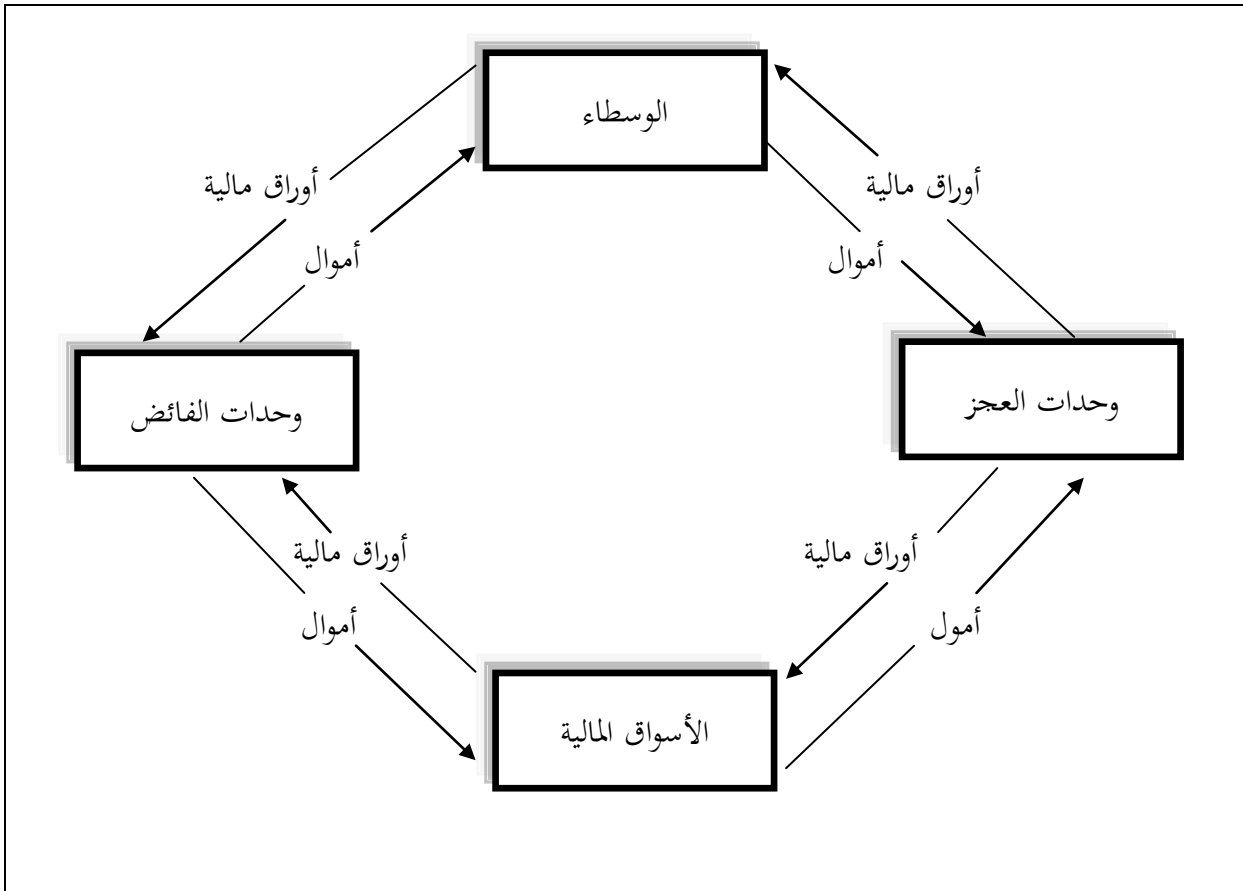 الوسطاء
أوراق مالية
أوراق مالية
أموال
أموال
وحدات العجز
وحدات الفائض
أوراق مالية
أوراق مالية
أمول
أموال
الأسواق المالية